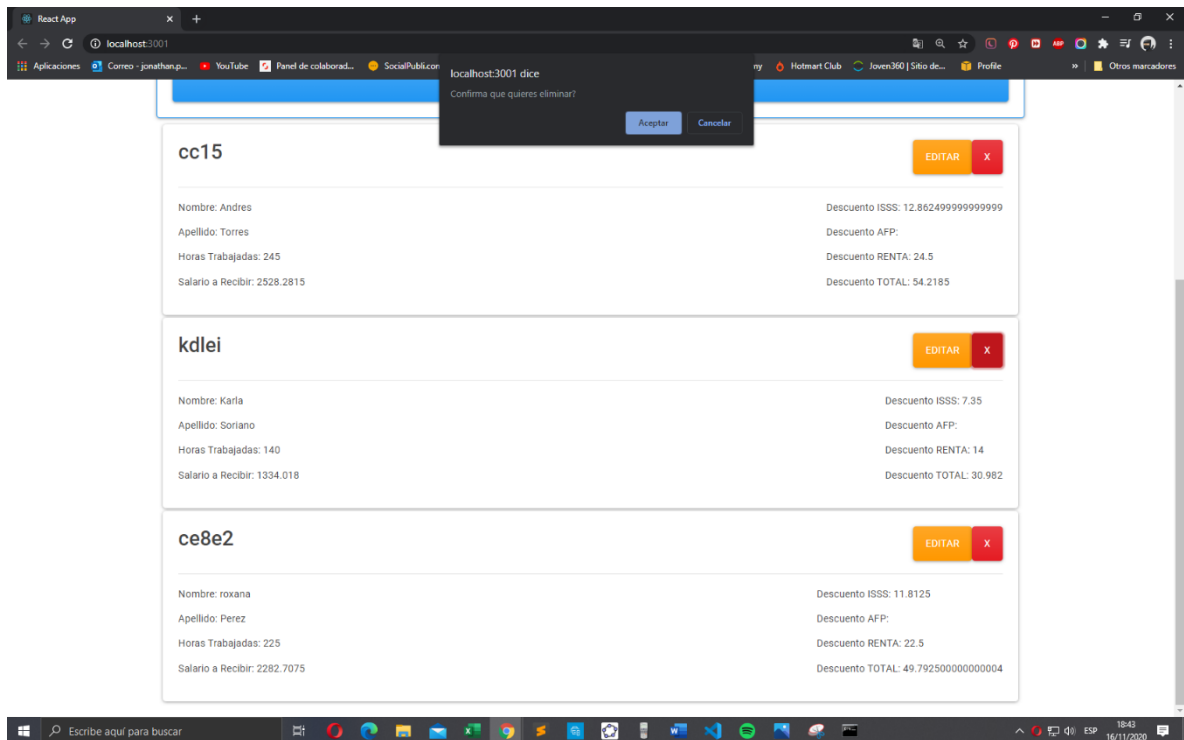 React App
localhost:3001
Aplicaciones Correo - jonathan.p... YouTube Panel de colaborad... SocialPubli.con ny Hotmart Club Joven360 | Sitio de... Profile » Otros marcadores
localhost:3001 dice
Confirma que quieres eliminar?
Aceptar Cancelar
cc15
EDITAR X
Nombre: Andres
Descuento ISSS: 12.862499999999999
Apellido: Torres
Descuento AFP:
Horas Trabajadas: 245
Descuento RENTA: 24.5
Salario a Recibir: 2528.2815
Descuento TOTAL: 54.2185
kdlei
EDITAR X
Nombre: Karla
Descuento ISSS: 7.35
Apellido: Soriano
Descuento AFP:
Horas Trabajadas: 140
Descuento RENTA: 14
Salario a Recibir: 1334.018
Descuento TOTAL: 30.982
ce8e2
EDITAR X
Nombre: roxana
Descuento ISSS: 11.8125
Apellido: Perez
Descuento AFP:
Horas Trabajadas: 225
Descuento RENTA: 22.5
Salario a Recibir: 2282.7075
Descuento TOTAL: 49.792500000000004
Escribe aquí para buscar
ESP
18:43
16/11/2020